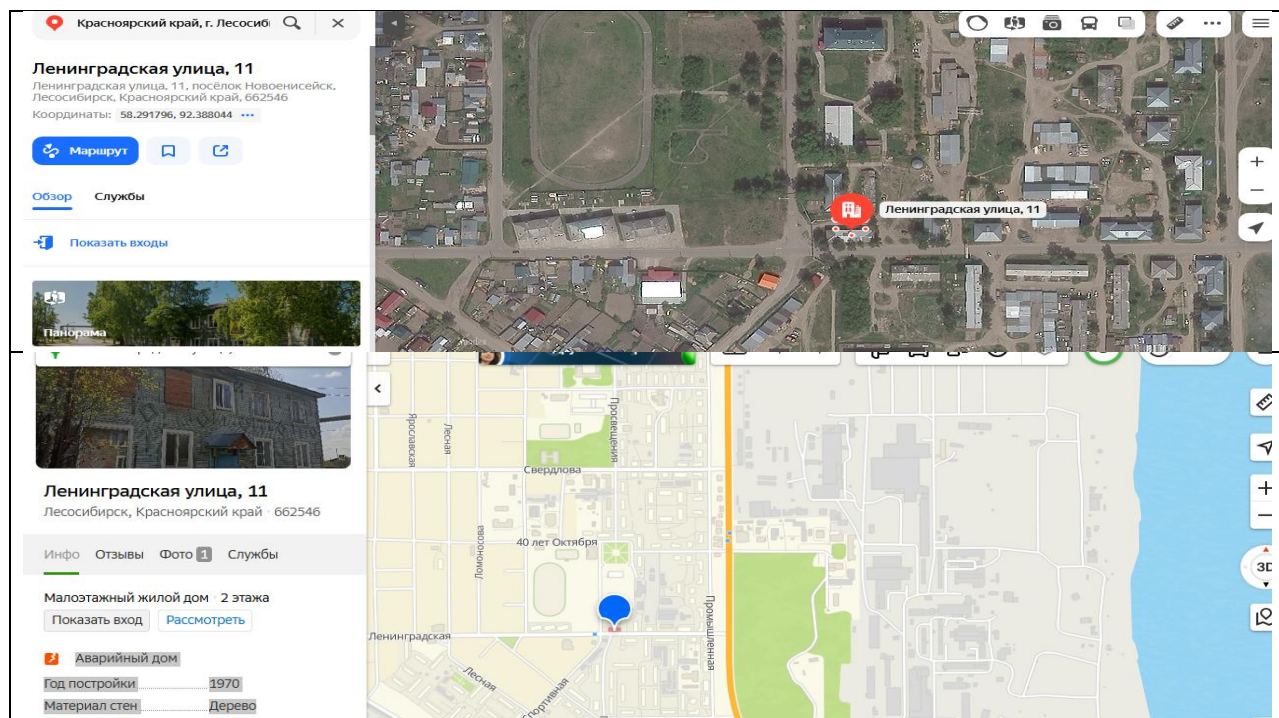 Красноярский край, г. Лесосиб
Ленинградская улица, 11
Ленинградская улица, 11, посёлок Новоенисейск,
Лесосибирск, Красноярский край, 662546
Координаты: 58.291796, 92.388044 •••
Маршрут
Обзор Службы
Показать входы
Панорама
Ленинградская улица, 11
Ленинградская улица, 11
Лесосибирск, Красноярский край · 662546
Инфо Отзывы Фото 1 Службы
Малоэтажный жилой дом · 2 этажа
Показать вход Рассмотреть
Аварийный дом
Год постройки 1970
Материал стен Дерево
Ярославская
Лесная
Просвещения
Свердлова
Ломоносова
40 лет Октября
Ленинградская
Промышленная
Лесная
Спортивная
3D